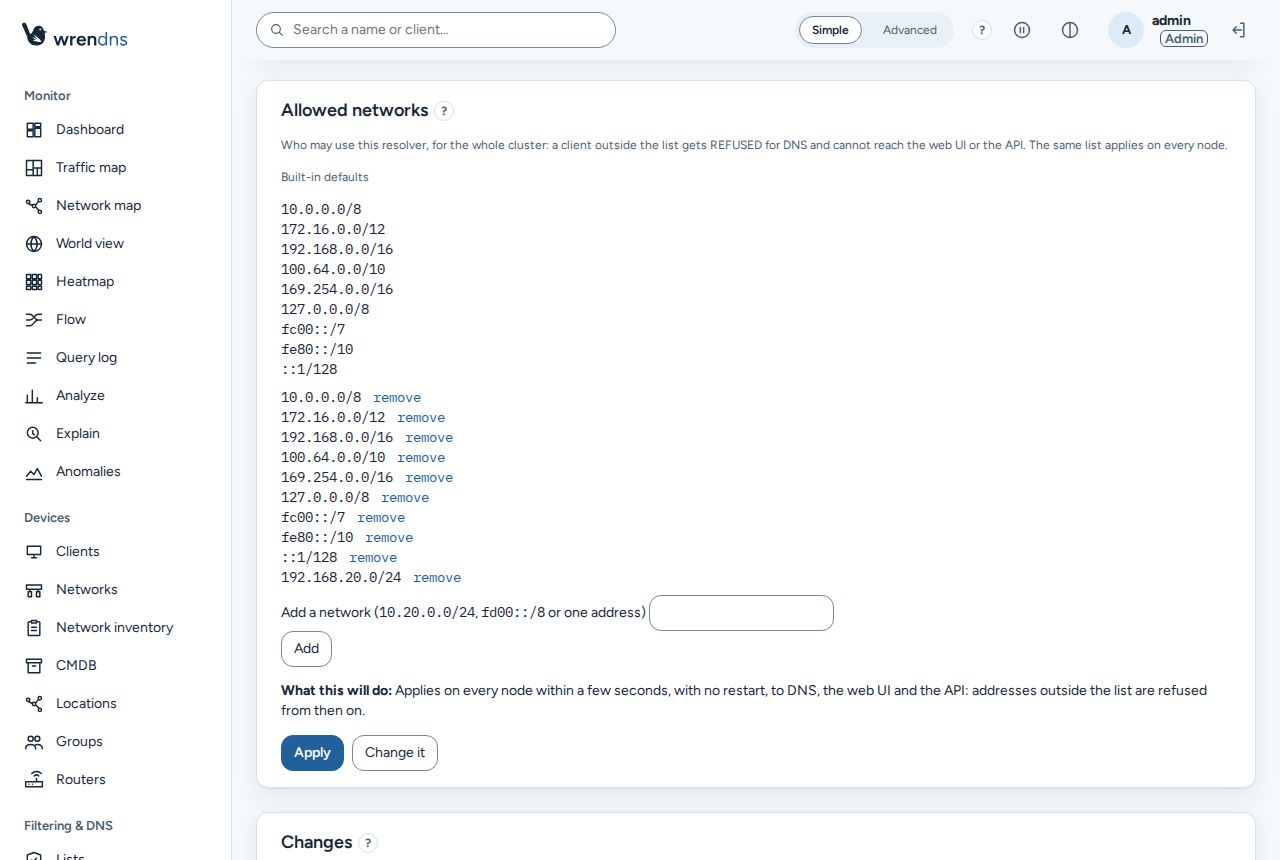 wrendns
Search a name or client...
Simple
Advanced
?
A
admin
Admin
Monitor
Dashboard
Traffic map
Network map
World view
Heatmap
Flow
Query log
Analyze
Explain
Anomalies
Devices
Clients
Networks
Network inventory
CMDB
Locations
Groups
Routers
Filtering & DNS
Lists
Allowed networks ?
Who may use this resolver, for the whole cluster: a client outside the list gets REFUSED for DNS and cannot reach the web UI or the API. The same list applies on every node.
Built-in defaults
10.0.0.0/8
172.16.0.0/12
192.168.0.0/16
100.64.0.0/10
169.254.0.0/16
127.0.0.0/8
fc00::/7
fe80::/10
::1/128
10.0.0.0/8 remove
172.16.0.0/12 remove
192.168.0.0/16 remove
100.64.0.0/10 remove
169.254.0.0/16 remove
127.0.0.0/8 remove
fc00::/7 remove
fe80::/10 remove
::1/128 remove
192.168.20.0/24 remove
Add a network (10.20.0.0/24, fd00::/8 or one address)
Add
What this will do: Applies on every node within a few seconds, with no restart, to DNS, the web UI and the API: addresses outside the list are refused
from then on.
Apply
Change it
Changes ?